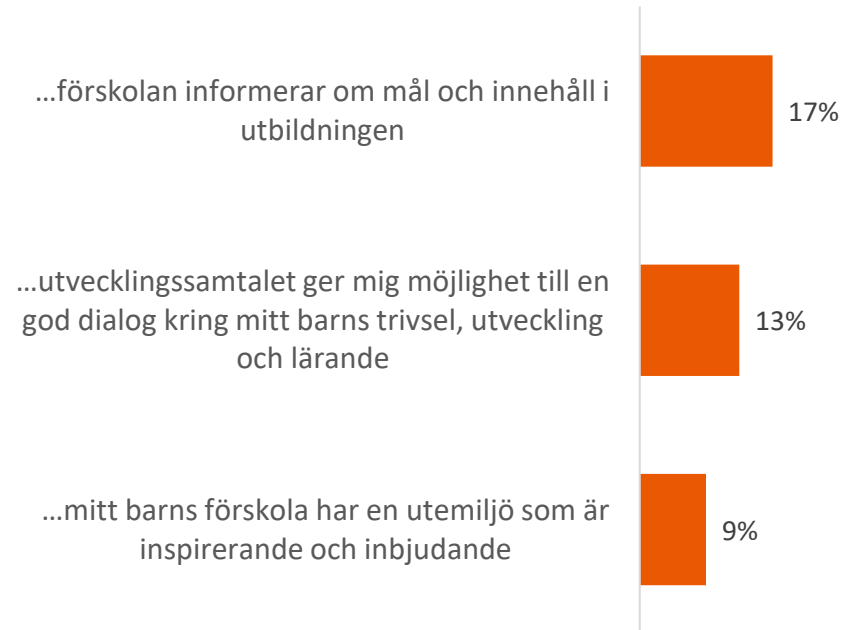 ...förskolan informerar om mål och innehåll i
utbildningen
17%
...utvecklingssamtalet ger mig möjlighet till en
god dialog kring mitt barns trivsel, utveckling
och lärande
13%
...mitt barns förskola har en utemiljö som är
inspirerande och inbjudande
9%